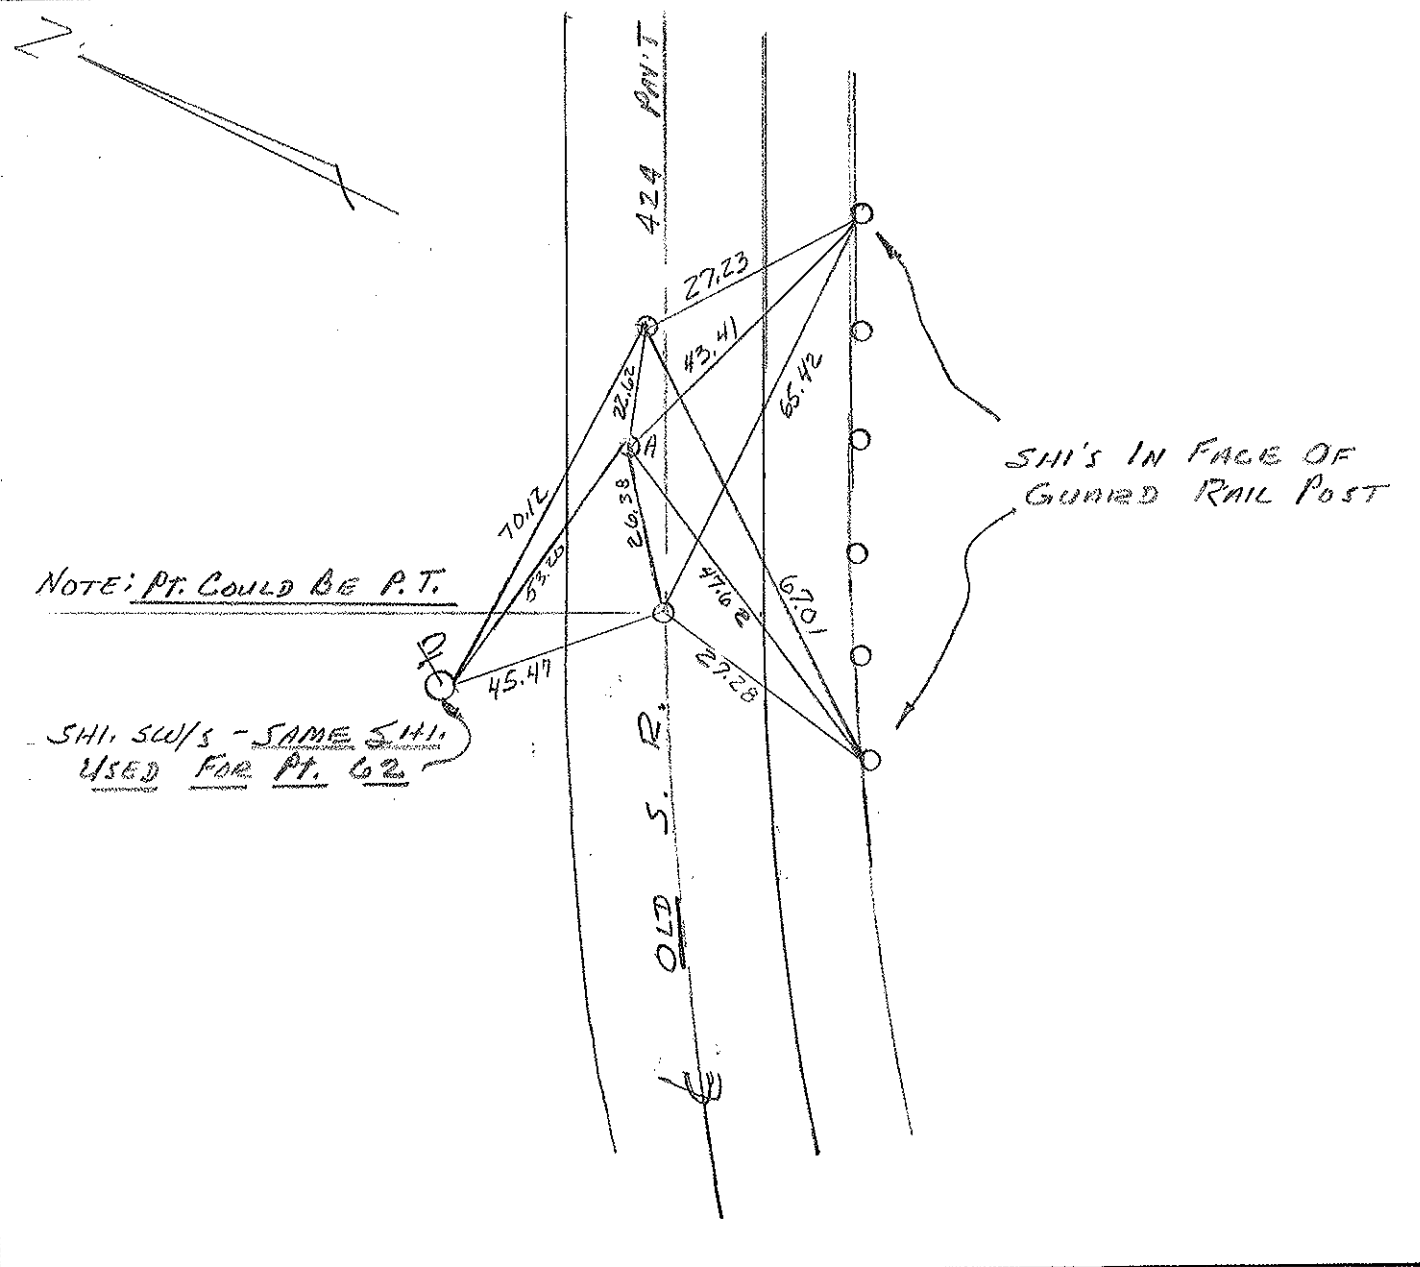 N
OLD S. R. 424 PAV'T
27.23
43.41
65.42
22.62
A
26.38
70.12
53.20
47.62
67.01
SHI'S IN FACE OF
GUARD RAIL POST
NOTE: PT. COULD BE P.T.
45.47
27.28
SHI. SW/S - SAME SHI.
USED FOR PT. 62